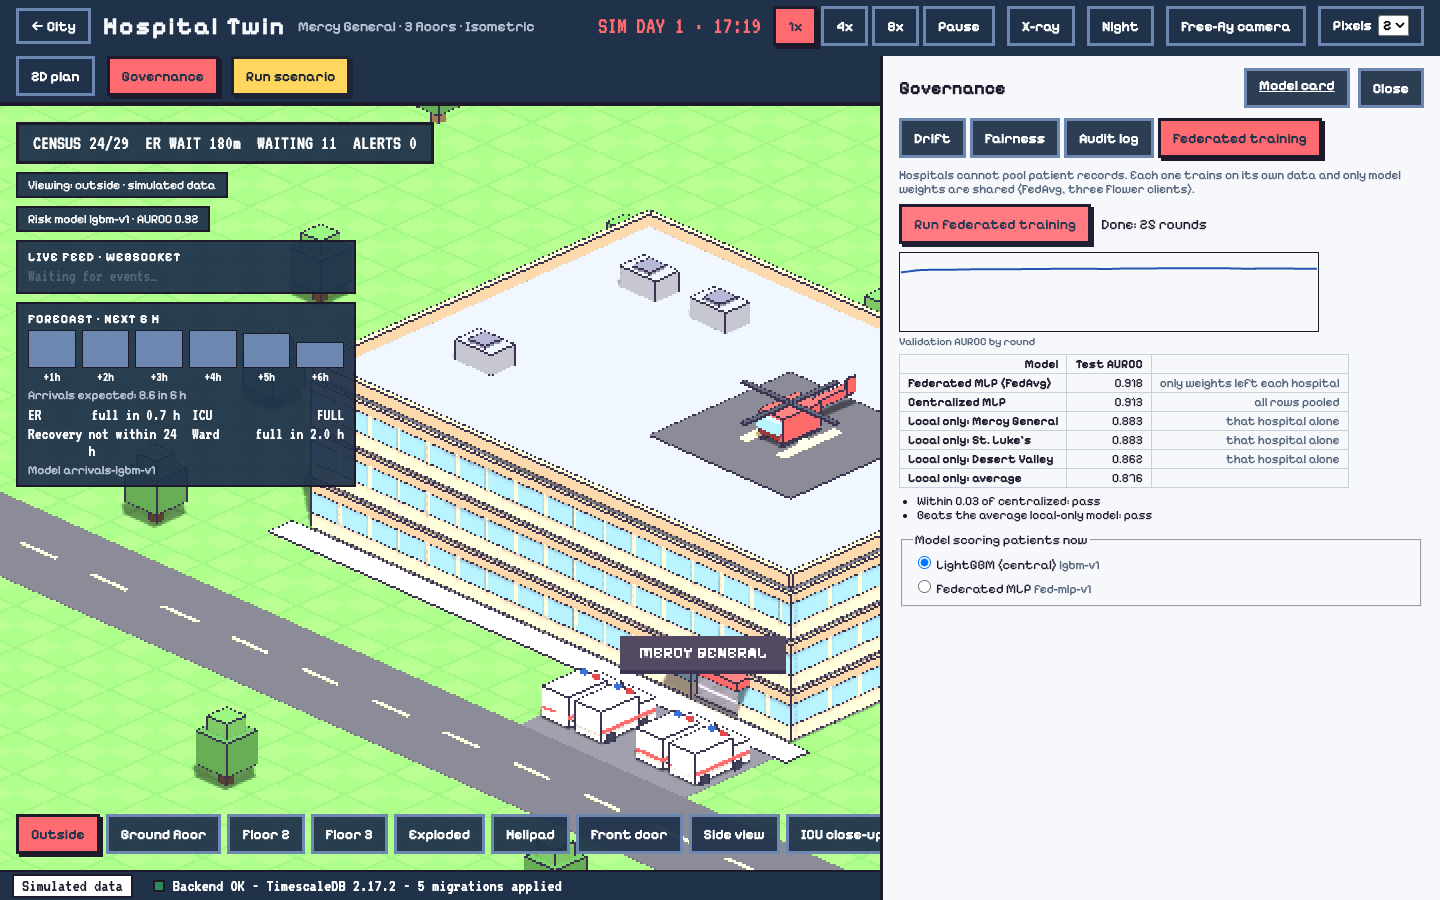 ← City
Hospital Twin
Mercy General · 3 floors · Isometric
SIM DAY 1 · 17:19
1x
4x
8x
Pause
X-ray
Night
Free-fly camera
Pixels 2
2D plan
Governance
Run scenario
CENSUS 24/29 ER WAIT 180m WAITING 11 ALERTS 0
Viewing: outside · simulated data
Risk model lgbm-v1 · AUROC 0.92
LIVE FEED · WEBSOCKET
Waiting for events…
FORECAST · NEXT 6 H
+1h +2h +3h +4h +5h +6h
Arrivals expected: 8.6 in 6 h
ER full in 0.7 h ICU FULL
Recovery not within 24 h Ward full in 2.0 h
Model arrivals-lgbm-v1
MERCY GENERAL
Outside
Ground floor
Floor 2
Floor 3
Exploded
Helipad
Front door
Side view
ICU close-up
Simulated data
Backend OK - TimescaleDB 2.17.2 - 5 migrations applied
Governance
Model card
Close
Drift
Fairness
Audit log
Federated training
Hospitals cannot pool patient records. Each one trains on its own data and only model
weights are shared (FedAvg, three Flower clients).
Run federated training
Done: 25 rounds
Validation AUROC by round
Model Test AUROC
Federated MLP (FedAvg) 0.918 only weights left each hospital
Centralized MLP 0.913 all rows pooled
Local only: Mercy General 0.883 that hospital alone
Local only: St. Luke's 0.883 that hospital alone
Local only: Desert Valley 0.862 that hospital alone
Local only: average 0.876
• Within 0.03 of centralized: pass
• Beats the average local-only model: pass
Model scoring patients now
LightGBM (central) lgbm-v1
Federated MLP fed-mlp-v1